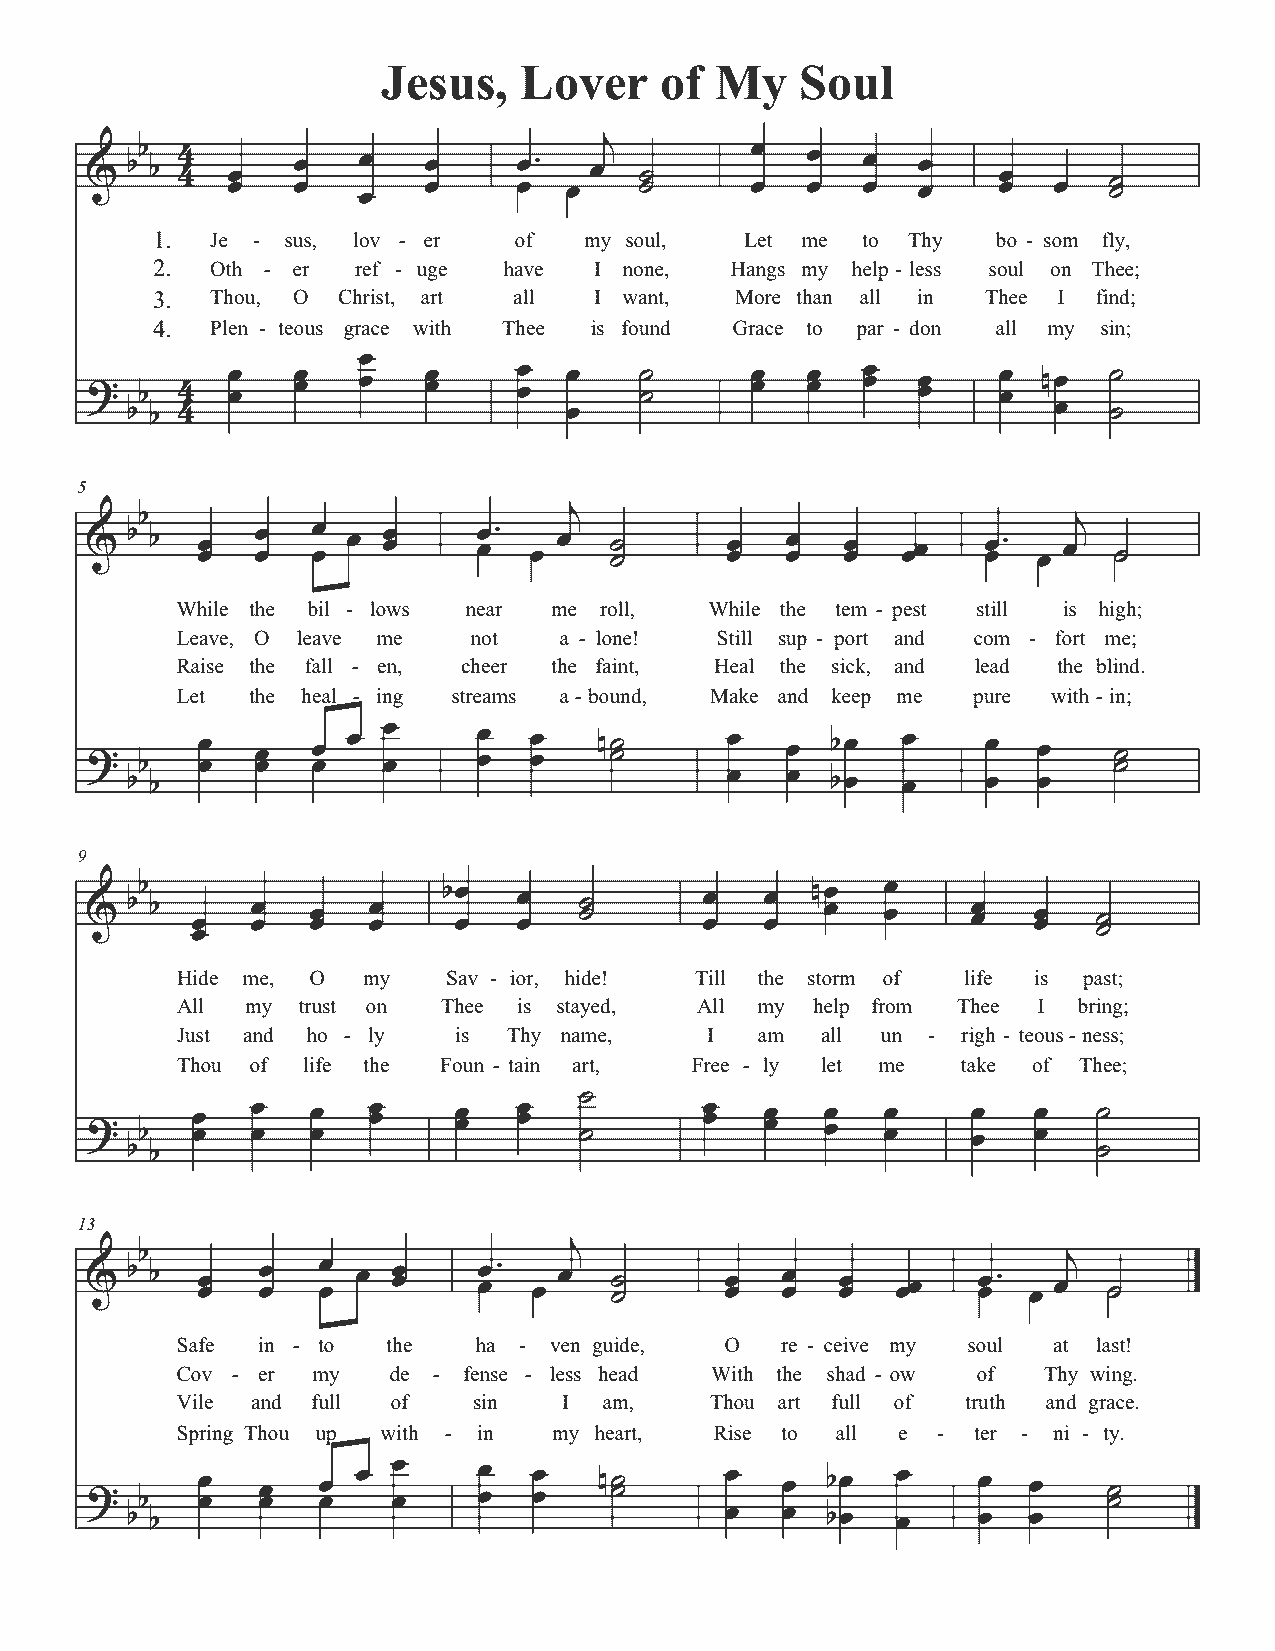 Jesus, Lover of My Soul
1. Je - sus, lov - er of my soul, Let me to Thy bo - som fly,
2. Oth - er ref - uge have I none, Hangs my help - less soul on Thee;
3. Thou, O Christ, art all I want, More than all in Thee I find;
4. Plen - teous grace with Thee is found Grace to par - don all my sin;
5
While the bil - lows near me roll, While the tem - pest still is high;
Leave, O leave me not a - lone! Still sup - port and com - fort me;
Raise the fall - en, cheer the faint, Heal the sick, and lead the blind.
Let the heal - ing streams a - bound, Make and keep me pure with - in;
9
Hide me, O my Sav - ior, hide! Till the storm of life is past;
All my trust on Thee is stayed, All my help from Thee I bring;
Just and ho - ly is Thy name, I am all un - righ - teous - ness;
Thou of life the Foun - tain art, Free - ly let me take of Thee;
13
Safe in - to the ha - ven guide, O re - ceive my soul at last!
Cov - er my de - fense - less head With the shad - ow of Thy wing.
Vile and full of sin I am, Thou art full of truth and grace.
Spring Thou up with - in my heart, Rise to all e - ter - ni - ty.